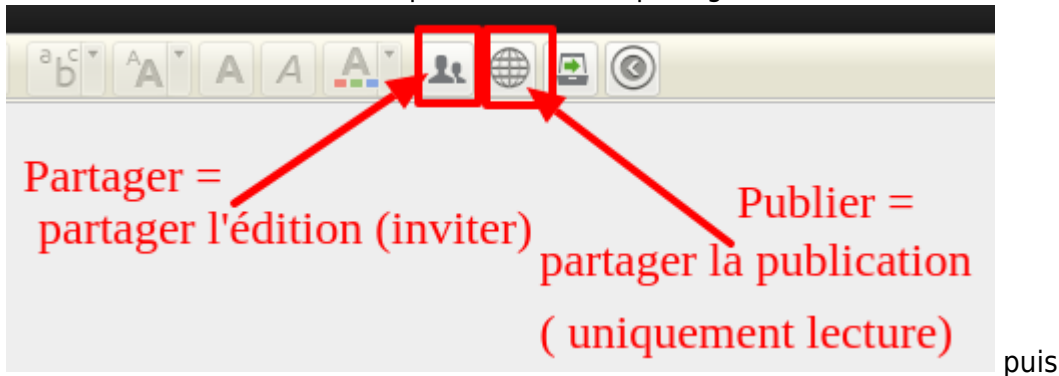 Partager =
partager l'édition (inviter)
Publier =
partager la publication
( uniquement lecture)
puis